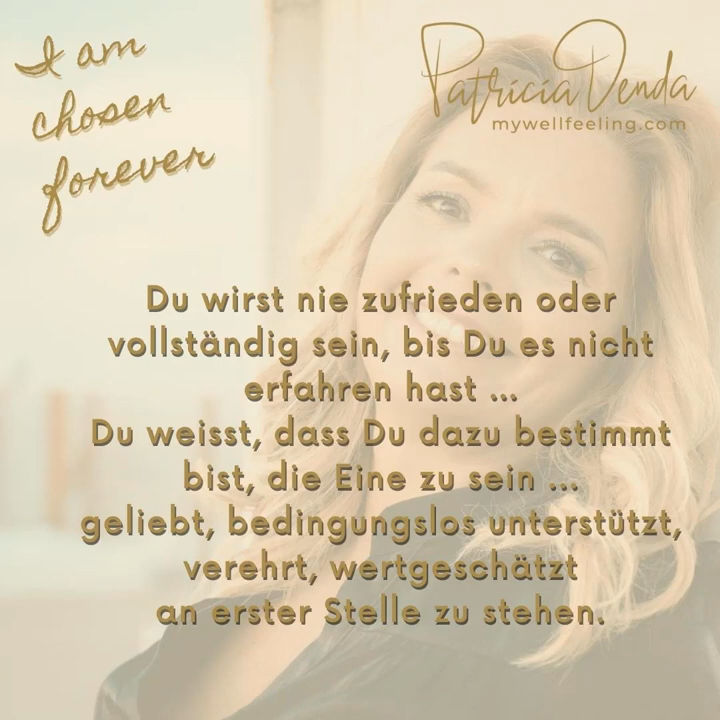 I am
chosen
forever
Patricia Venda
mywellfeeling.com
Du wirst nie zufrieden oder
vollständig sein, bis Du es nicht
erfahren hast ...
Du weisst, dass Du dazu bestimmt
bist, die Eine zu sein ...
geliebt, bedingungslos unterstützt,
verehrt, wertgeschätzt
an erster Stelle zu stehen.